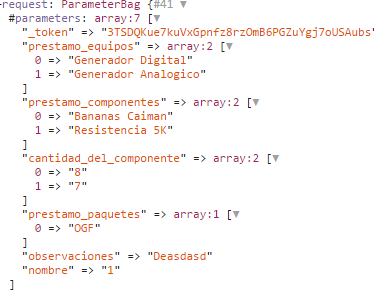 -request: ParameterBag {#41 ▼
#parameters: array:7 [▼
"_token" => "3TSDQKue7kuVxGpnfz8rzOmB6PGZuYgj7oUSAubs"
"prestamo_equipos" => array:2 [▼
0 => "Generador Digital"
1 => "Generador Analogico"
]
"prestamo_componentes" => array:2 [▼
0 => "Bananas Caiman"
1 => "Resistencia 5K"
]
"cantidad_del_componente" => array:2 [▼
0 => "8"
1 => "7"
]
"prestamo_paquetes" => array:1 [▼
0 => "OGF"
]
"observaciones" => "Deasdasd"
"nombre" => "1"
]